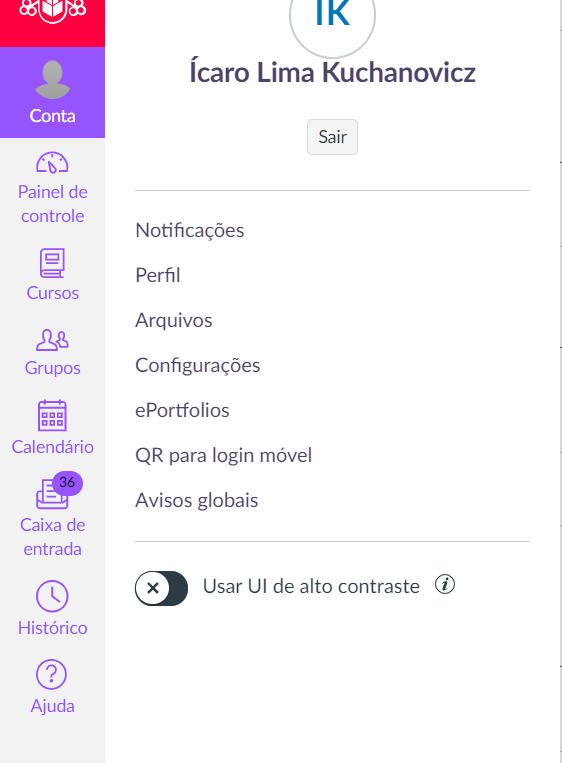 IK
Ícaro Lima Kuchanovicz
Sair
Conta
Painel de
controle
Cursos
Grupos
Calendário
36
Caixa de
entrada
Histórico
Ajuda
Notificações
Perfil
Arquivos
Configurações
ePortfolios
QR para login móvel
Avisos globais
Usar UI de alto contraste